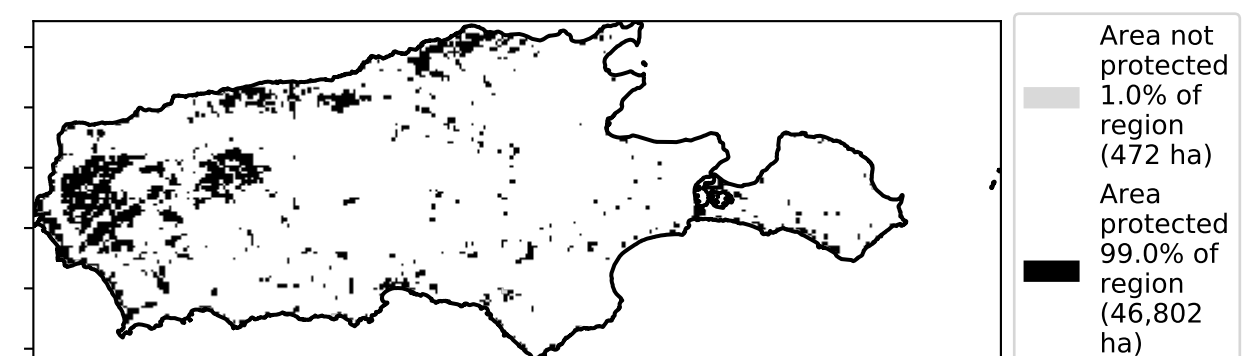 Area not
protected
1.0% of
region
(472 ha)
Area
protected
99.0% of
region
(46,802
ha)